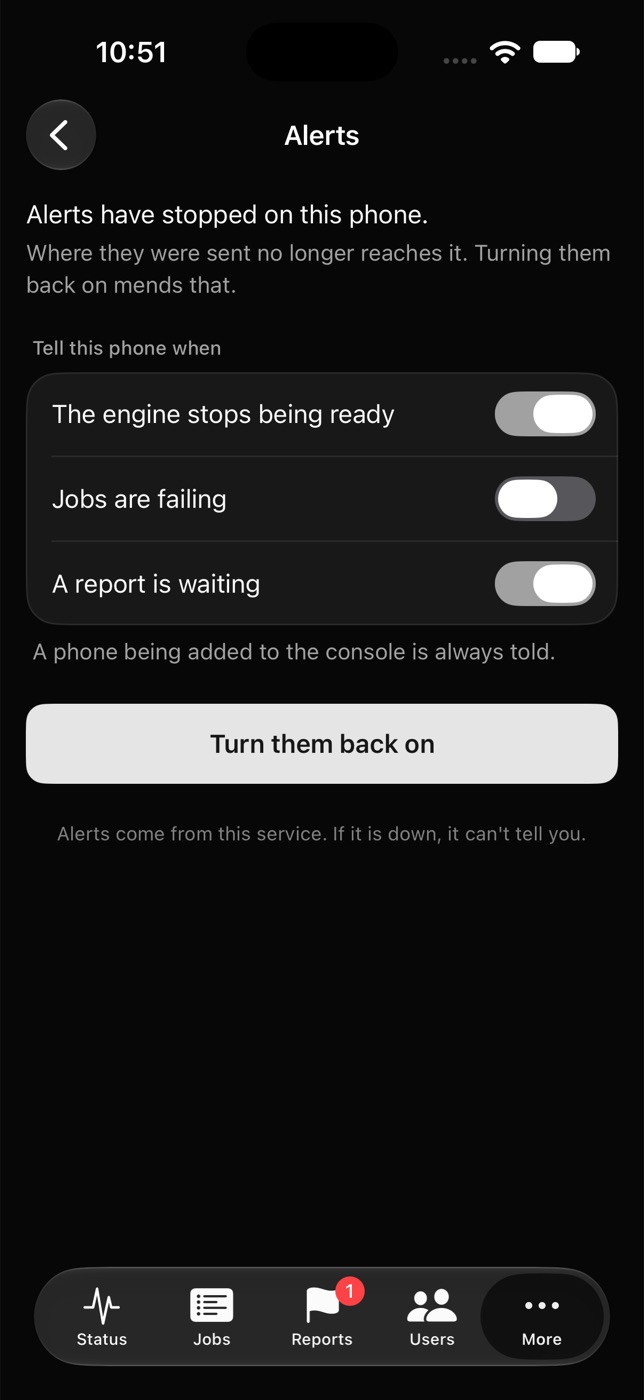 10:51
Alerts
Alerts have stopped on this phone.
Where they were sent no longer reaches it. Turning them
back on mends that.
Tell this phone when
The engine stops being ready
Jobs are failing
A report is waiting
A phone being added to the console is always told.
Turn them back on
Alerts come from this service. If it is down, it can't tell you.
1
Status
Jobs
Reports
Users
More